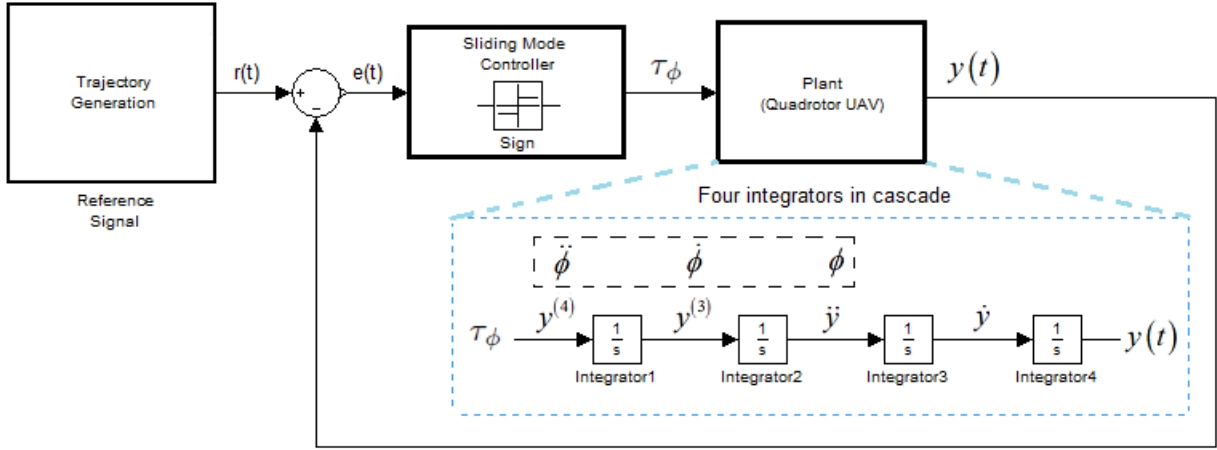 Trajectory
Generation
Reference
Signal
r(t)
+
−
e(t)
Sliding Mode
Controller
Sign
τ_ϕ
Plant
(Quadrotor UAV)
y(t)
Four integrators in cascade
ϕ̈ ϕ̇ ϕ
τ_ϕ y⁽⁴⁾ 1/s y⁽³⁾ 1/s ÿ 1/s ẏ 1/s y(t)
Integrator1 Integrator2 Integrator3 Integrator4